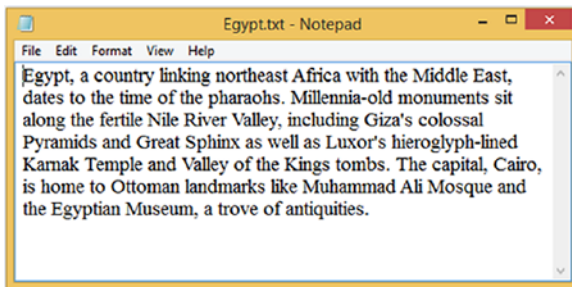 Egypt.txt - Notepad
File Edit Format View Help
Egypt, a country linking northeast Africa with the Middle East,
dates to the time of the pharaohs. Millennia-old monuments sit
along the fertile Nile River Valley, including Giza's colossal
Pyramids and Great Sphinx as well as Luxor's hieroglyph-lined
Karnak Temple and Valley of the Kings tombs. The capital, Cairo,
is home to Ottoman landmarks like Muhammad Ali Mosque and
the Egyptian Museum, a trove of antiquities.